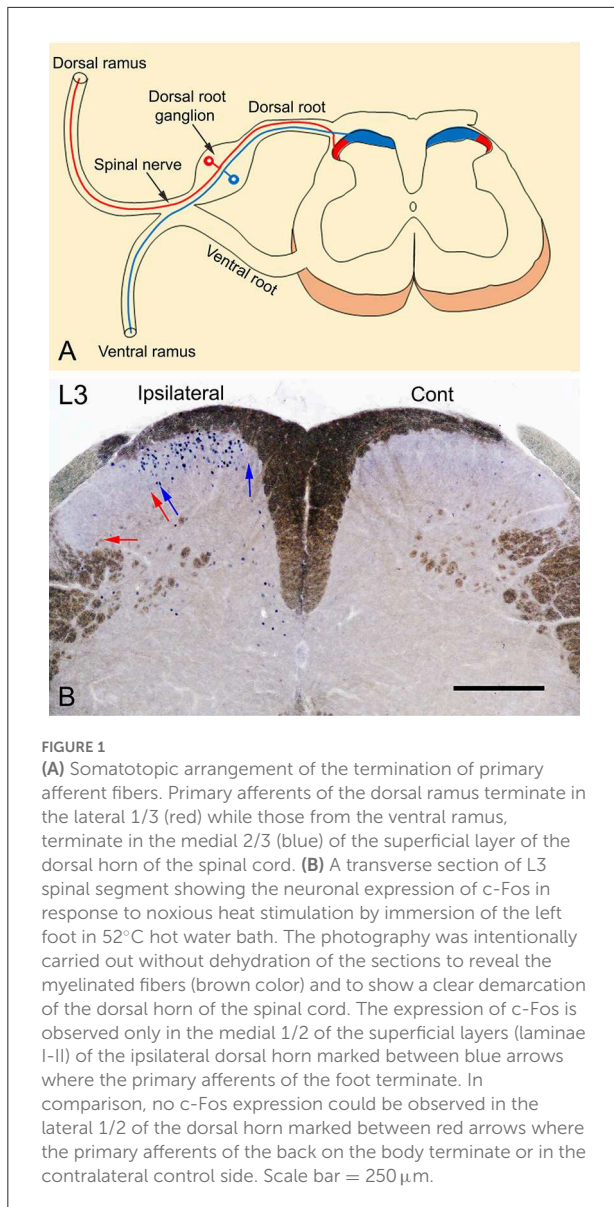 Dorsal ramus
Dorsal root
ganglion
Dorsal root
Spinal nerve
Ventral root
Ventral ramus
A
L3
Ipsilateral
Cont
B
FIGURE 1
(A) Somatotopic arrangement of the termination of primary
afferent fibers. Primary afferents of the dorsal ramus terminate in
the lateral 1/3 (red) while those from the ventral ramus,
terminate in the medial 2/3 (blue) of the superficial layer of the
dorsal horn of the spinal cord. (B) A transverse section of L3
spinal segment showing the neuronal expression of c-Fos in
response to noxious heat stimulation by immersion of the left
foot in 52°C hot water bath. The photography was intentionally
carried out without dehydration of the sections to reveal the
myelinated fibers (brown color) and to show a clear demarcation
of the dorsal horn of the spinal cord. The expression of c-Fos is
observed only in the medial 1/2 of the superficial layers (laminae
I-II) of the ipsilateral dorsal horn marked between blue arrows
where the primary afferents of the foot terminate. In
comparison, no c-Fos expression could be observed in the
lateral 1/2 of the dorsal horn marked between red arrows where
the primary afferents of the back on the body terminate or in the
contralateral control side. Scale bar = 250 μm.